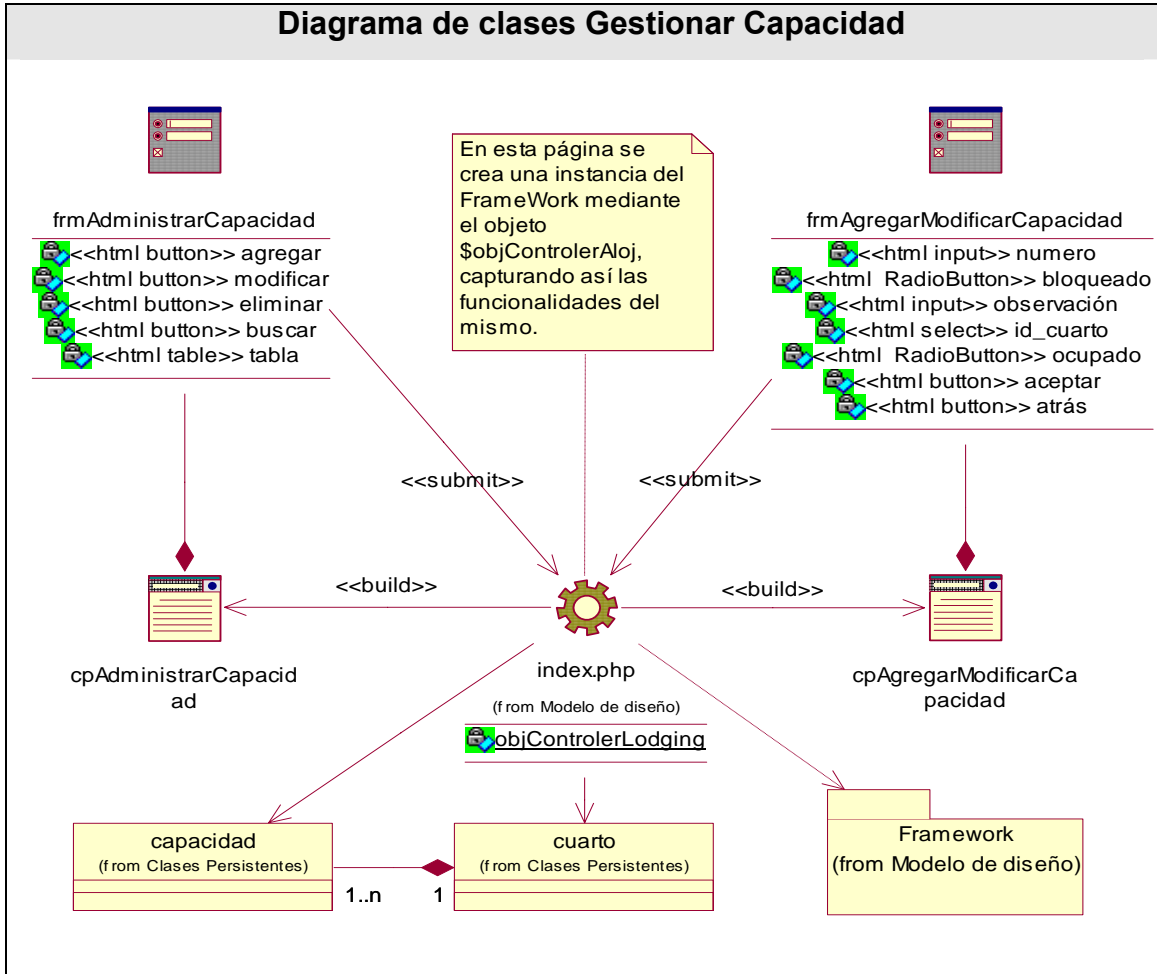 Diagrama de clases Gestionar Capacidad
frmAdministrarCapacidad
<<html button>> agregar
<<html button>> modificar
<<html button>> eliminar
<<html button>> buscar
<<html table>> tabla
En esta página se
crea una instancia del
FrameWork mediante
el objeto
$objControlerAloj,
capturando así las
funcionalidades del
mismo.
frmAgregarModificarCapacidad
<<html input>> numero
<<html RadioButton>> bloqueado
<<html input>> observación
<<html select>> id_cuarto
<<html RadioButton>> ocupado
<<html button>> aceptar
<<html button>> atrás
<<submit>>
<<submit>>
<<build>>
<<build>>
cpAdministrarCapacid
ad
index.php
(from Modelo de diseño)
objControlerLodging
cpAgregarModificarCa
pacidad
capacidad
(from Clases Persistentes)
1..n
1
cuarto
(from Clases Persistentes)
Framework
(from Modelo de diseño)